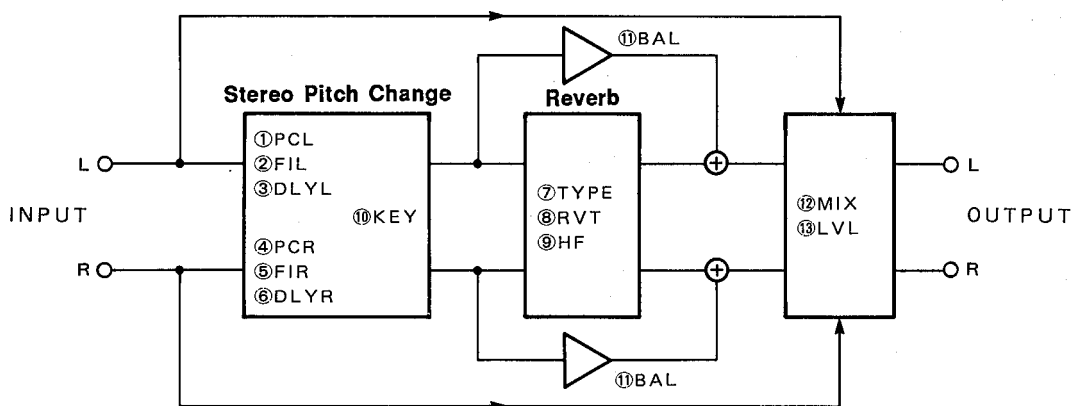 ⑪BAL
Stereo Pitch Change
Reverb
①PCL
②FIL
③DLYL
⑩KEY
④PCR
⑤FIR
⑥DLYR
⑦TYPE
⑧RVT
⑨HF
⑫MIX
⑬LVL
L
INPUT
R
L
OUTPUT
R
⑪BAL